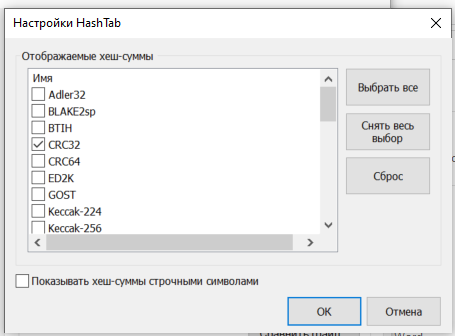 Настройки HashTab
Отображаемые хеш-суммы
Имя
Adler32
BLAKE2sp
BTIH
CRC32
CRC64
ED2K
GOST
Keccak-224
Keccak-256
Выбрать все
Снять весь
выбор
Сброс
Показывать хеш-суммы строчными символами
OK
Отмена